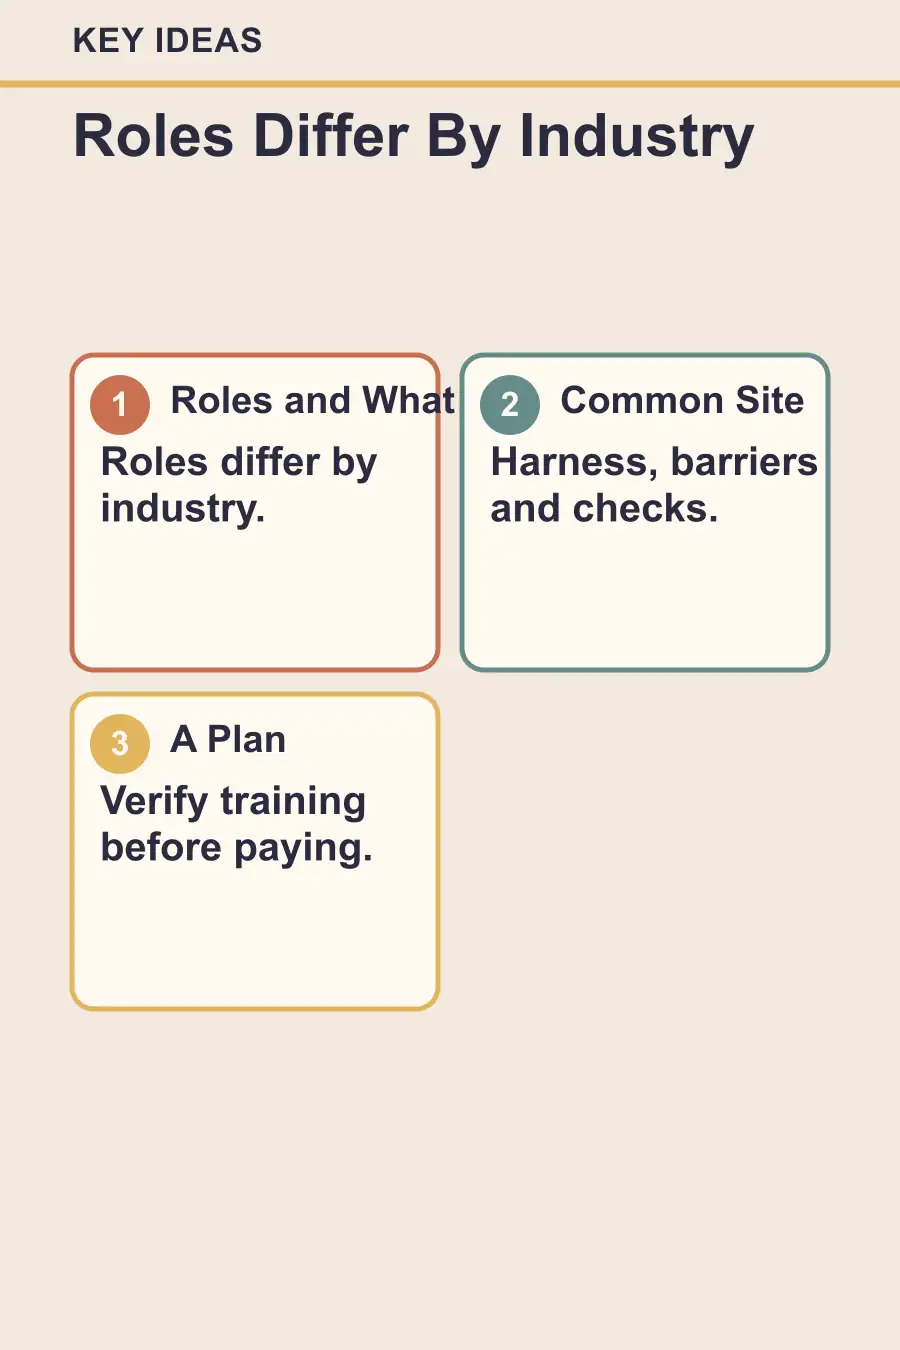 KEY IDEAS
Roles Differ By Industry
1
Roles and What
Roles differ by
industry.
2
Common Site
Harness, barriers
and checks.
3
A Plan
Verify training
before paying.